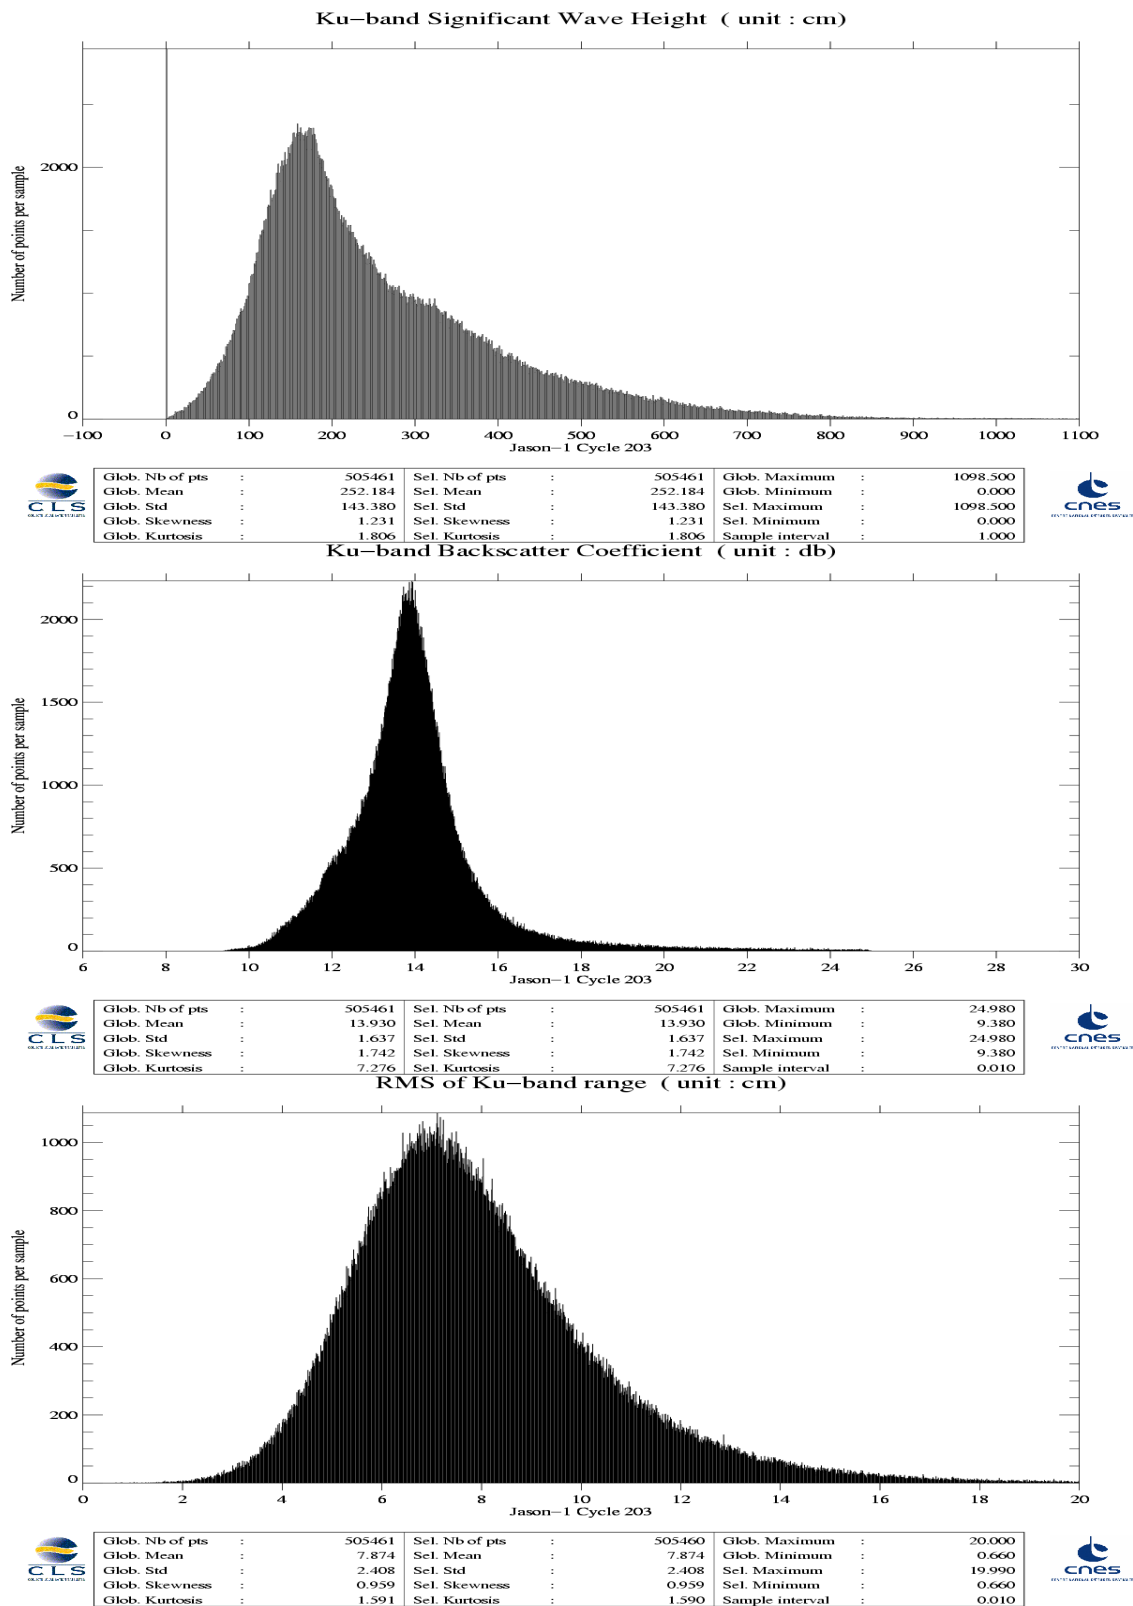 Ku−band Significant Wave Height ( unit : cm)
Number of points per sample
2000
0
−100 0 100 200 300 400 500 600 700 800 900 1000 1100
Jason−1 Cycle 203
CLS
cnes
Glob. Nb of pts : 505461 Sel. Nb of pts : 505461 Glob. Maximum : 1098.500
Glob. Mean : 252.184 Sel. Mean : 252.184 Glob. Minimum : 0.000
Glob. Std : 143.380 Sel. Std : 143.380 Sel. Maximum : 1098.500
Glob. Skewness : 1.231 Sel. Skewness : 1.231 Sel. Minimum : 0.000
Glob. Kurtosis : 1.806 Sel. Kurtosis : 1.806 Sample interval : 1.000
Ku−band Backscatter Coefficient ( unit : db)
Number of points per sample
2000
1500
1000
500
0
6 8 10 12 14 16 18 20 22 24 26 28 30
Jason−1 Cycle 203
CLS
cnes
Glob. Nb of pts : 505461 Sel. Nb of pts : 505461 Glob. Maximum : 24.980
Glob. Mean : 13.930 Sel. Mean : 13.930 Glob. Minimum : 9.380
Glob. Std : 1.637 Sel. Std : 1.637 Sel. Maximum : 24.980
Glob. Skewness : 1.742 Sel. Skewness : 1.742 Sel. Minimum : 9.380
Glob. Kurtosis : 7.276 Sel. Kurtosis : 7.276 Sample interval : 0.010
RMS of Ku−band range ( unit : cm)
Number of points per sample
1000
800
600
400
200
0
0 2 4 6 8 10 12 14 16 18 20
Jason−1 Cycle 203
CLS
cnes
Glob. Nb of pts : 505461 Sel. Nb of pts : 505460 Glob. Maximum : 20.000
Glob. Mean : 7.874 Sel. Mean : 7.874 Glob. Minimum : 0.660
Glob. Std : 2.408 Sel. Std : 2.408 Sel. Maximum : 19.990
Glob. Skewness : 0.959 Sel. Skewness : 0.959 Sel. Minimum : 0.660
Glob. Kurtosis : 1.591 Sel. Kurtosis : 1.590 Sample interval : 0.010